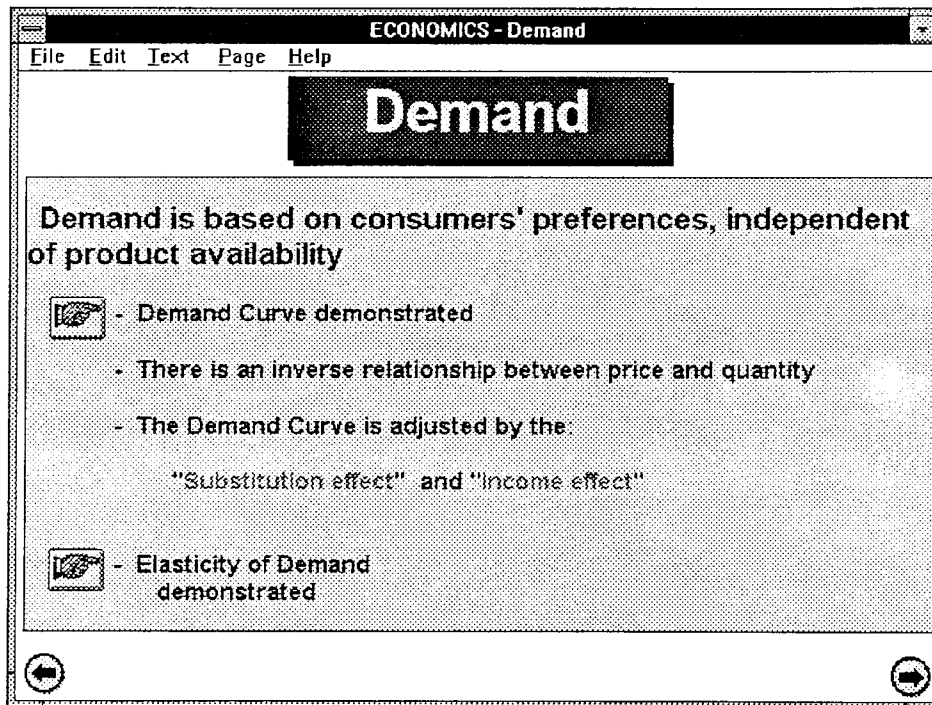 ECONOMICS - Demand
File Edit Text Page Help
Demand
Demand is based on consumers' preferences, independent
of product availability
- Demand Curve demonstrated
- There is an inverse relationship between price and quantity
- The Demand Curve is adjusted by the:
"Substitution effect" and "Income effect"
- Elasticity of Demand
demonstrated